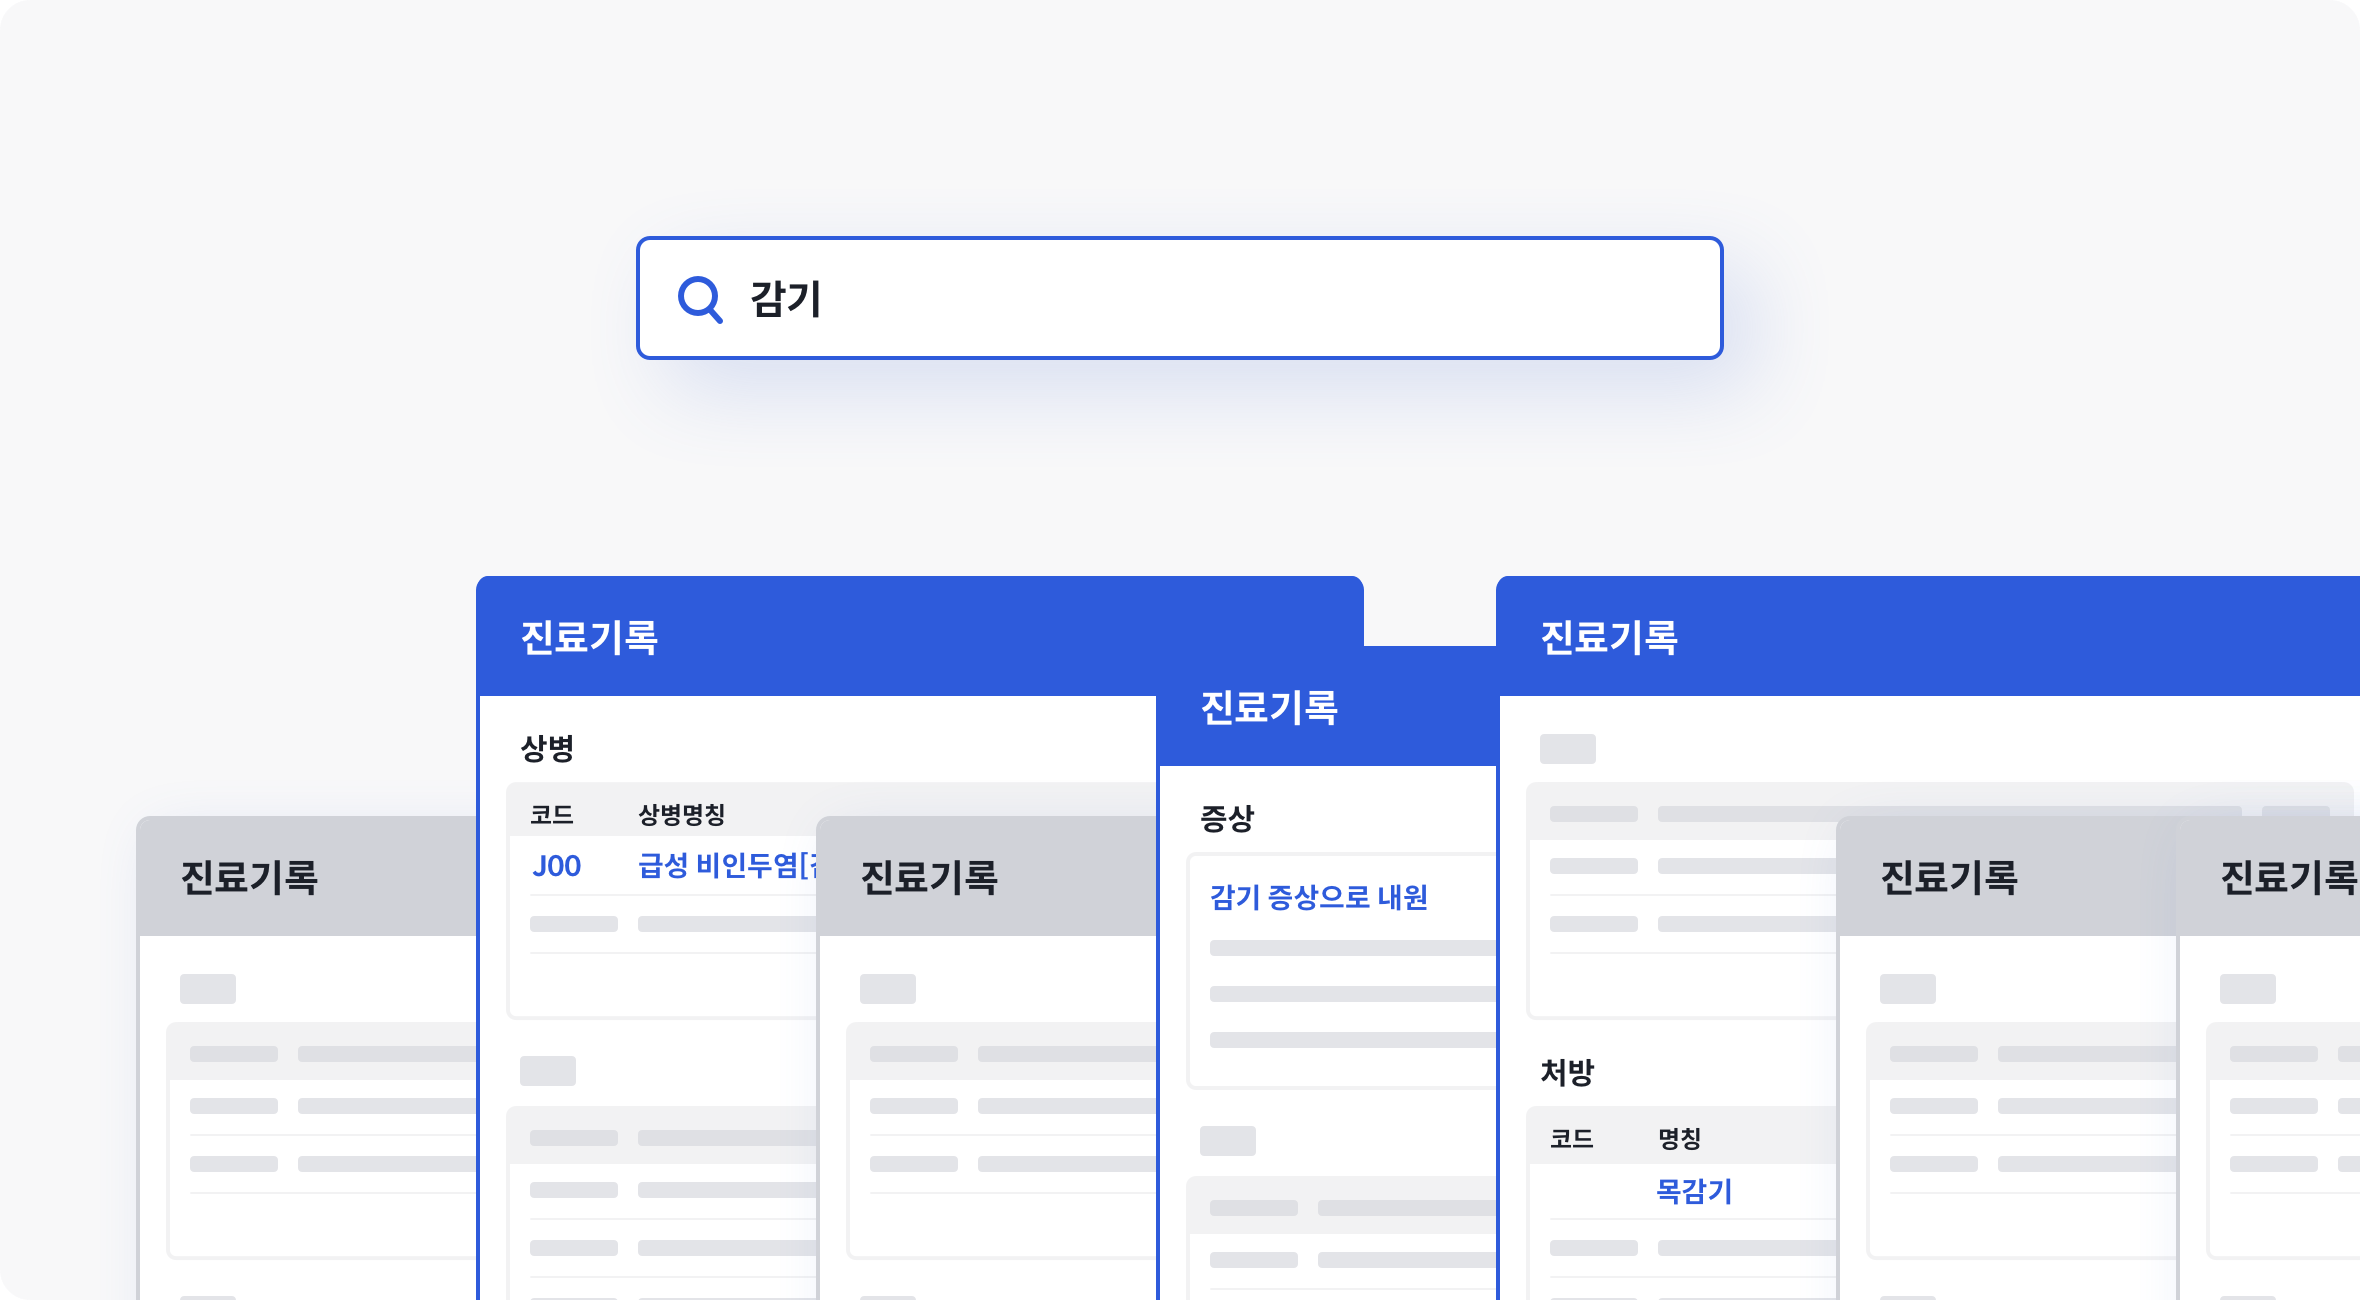 감기
진료기록
상병
코드 상병명칭
J00 급성 비인두염[
진료기록
진료기록
진료기록
증상
감기 증상으로 내원
진료기록
처방
코드 명칭
목감기
진료기록
진료기록